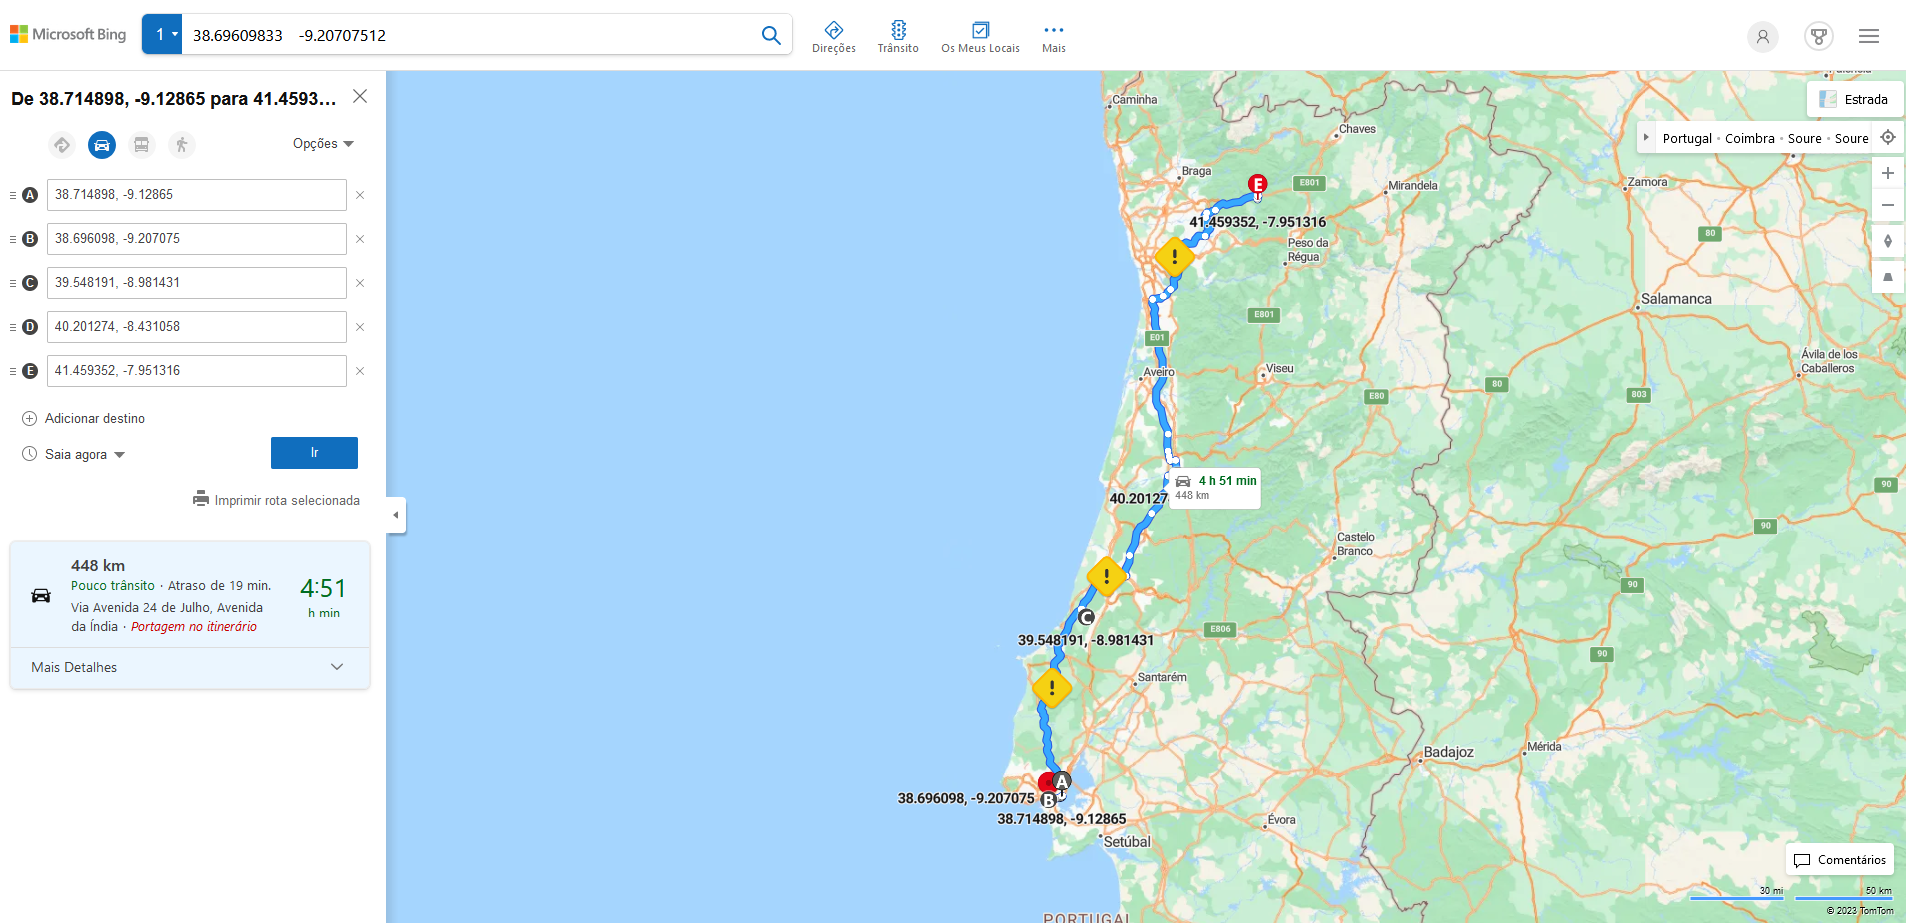 Microsoft Bing
1
38.69609833 -9.20707512
Direções
Trânsito
Os Meus Locais
Mais
De 38.714898, -9.12865 para 41.4593...
Opções
A
38.714898, -9.12865
B
38.696098, -9.207075
C
39.548191, -8.981431
D
40.201274, -8.431058
E
41.459352, -7.951316
Adicionar destino
Saia agora
Ir
Imprimir rota selecionada
448 km
Pouco trânsito · Atraso de 19 min.
Via Avenida 24 de Julho, Avenida
da Índia · Portagem no itinerário
4:51
h min
Mais Detalhes
Estrada
Portugal · Coimbra · Soure · Soure
Caminha
Chaves
Braga
E
E801
Mirandela
Zamora
41.459352, -7.951316
80
Peso da
Régua
!
Salamanca
E801
E01
Aveiro
Viseu
Ávila de los
Caballeros
80
803
E80
4 h 51 min
448 km
40.20127
90
90
Castelo
Branco
!
90
C
E806
39.548191, -8.981431
90
Santarém
!
Badajoz
Mérida
A
B
38.696098, -9.207075
38.714898, -9.12865
Évora
Setúbal
Comentários
30 mi
50 km
© 2023 TomTom
PORTUGAL